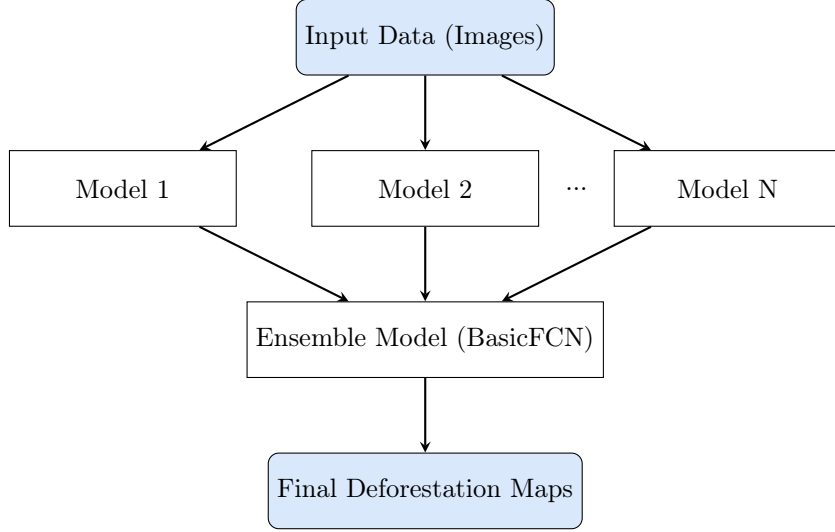 Input Data (Images)
Model 1
Model 2
...
Model N
Ensemble Model (BasicFCN)
Final Deforestation Maps